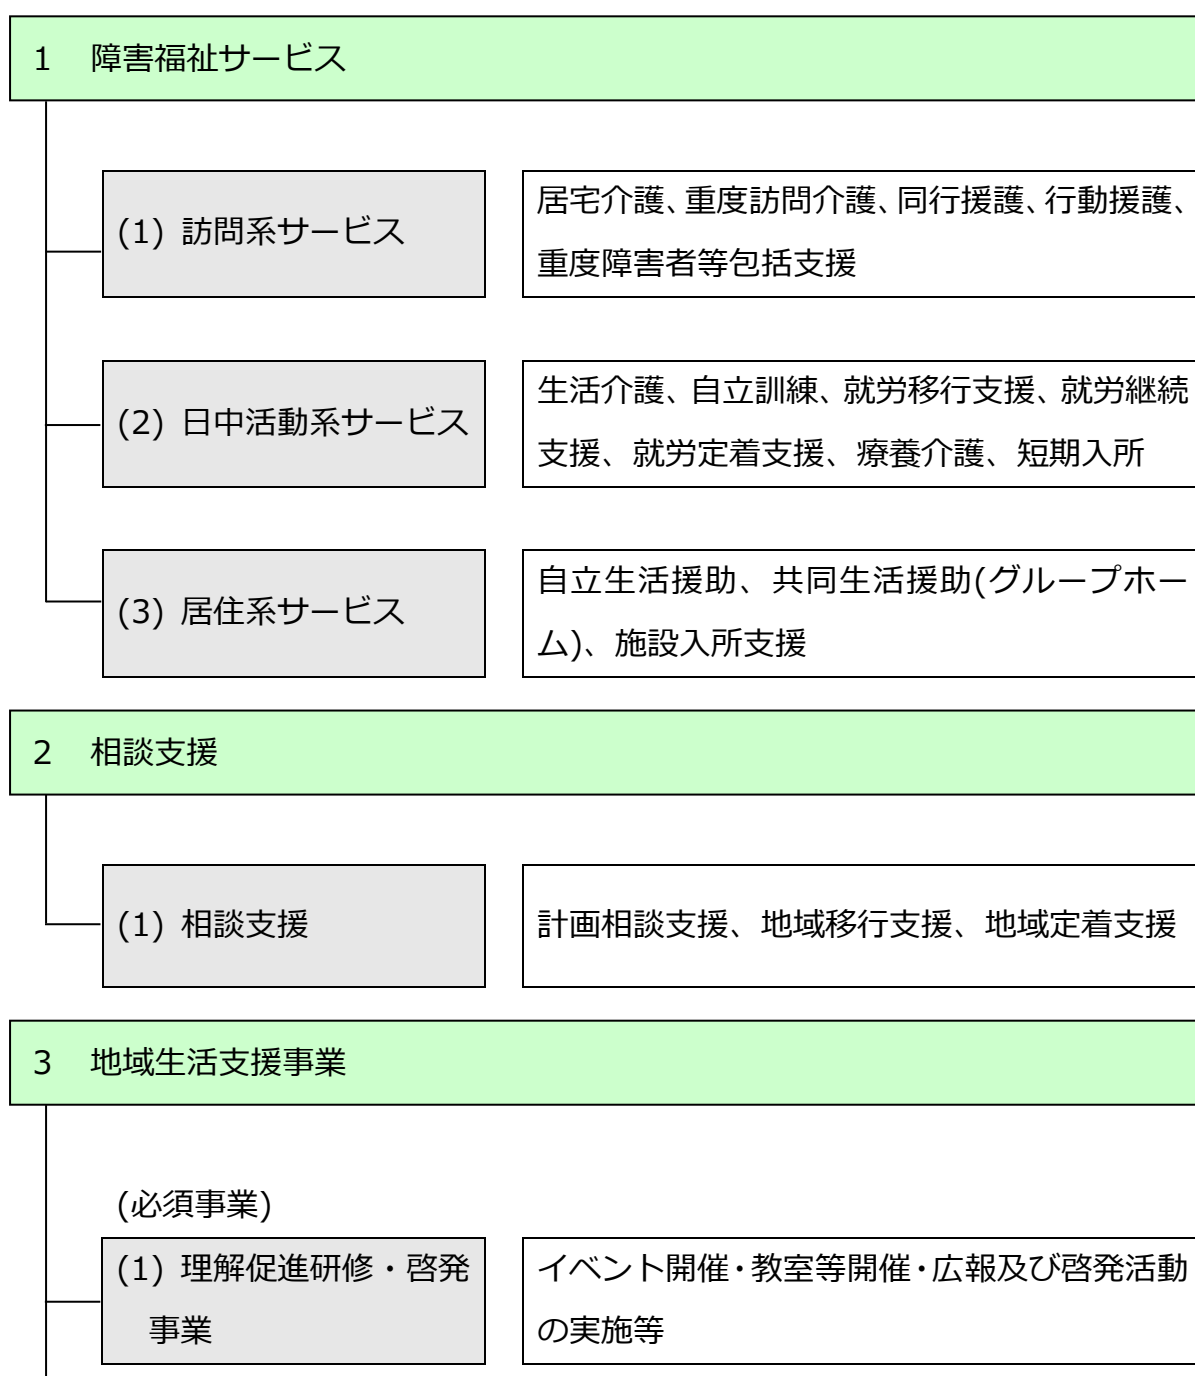 1 障害福祉サービス
(1) 訪問系サービス
居宅介護、重度訪問介護、同行援護、行動援護、
重度障害者等包括支援
(2) 日中活動系サービス
生活介護、自立訓練、就労移行支援、就労継続
支援、就労定着支援、療養介護、短期入所
(3) 居住系サービス
自立生活援助、共同生活援助(グループホー
ム)、施設入所支援
2 相談支援
(1) 相談支援
計画相談支援、地域移行支援、地域定着支援
3 地域生活支援事業
(必須事業)
(1) 理解促進研修・啓発
事業
イベント開催・教室等開催・広報及び啓発活動
の実施等